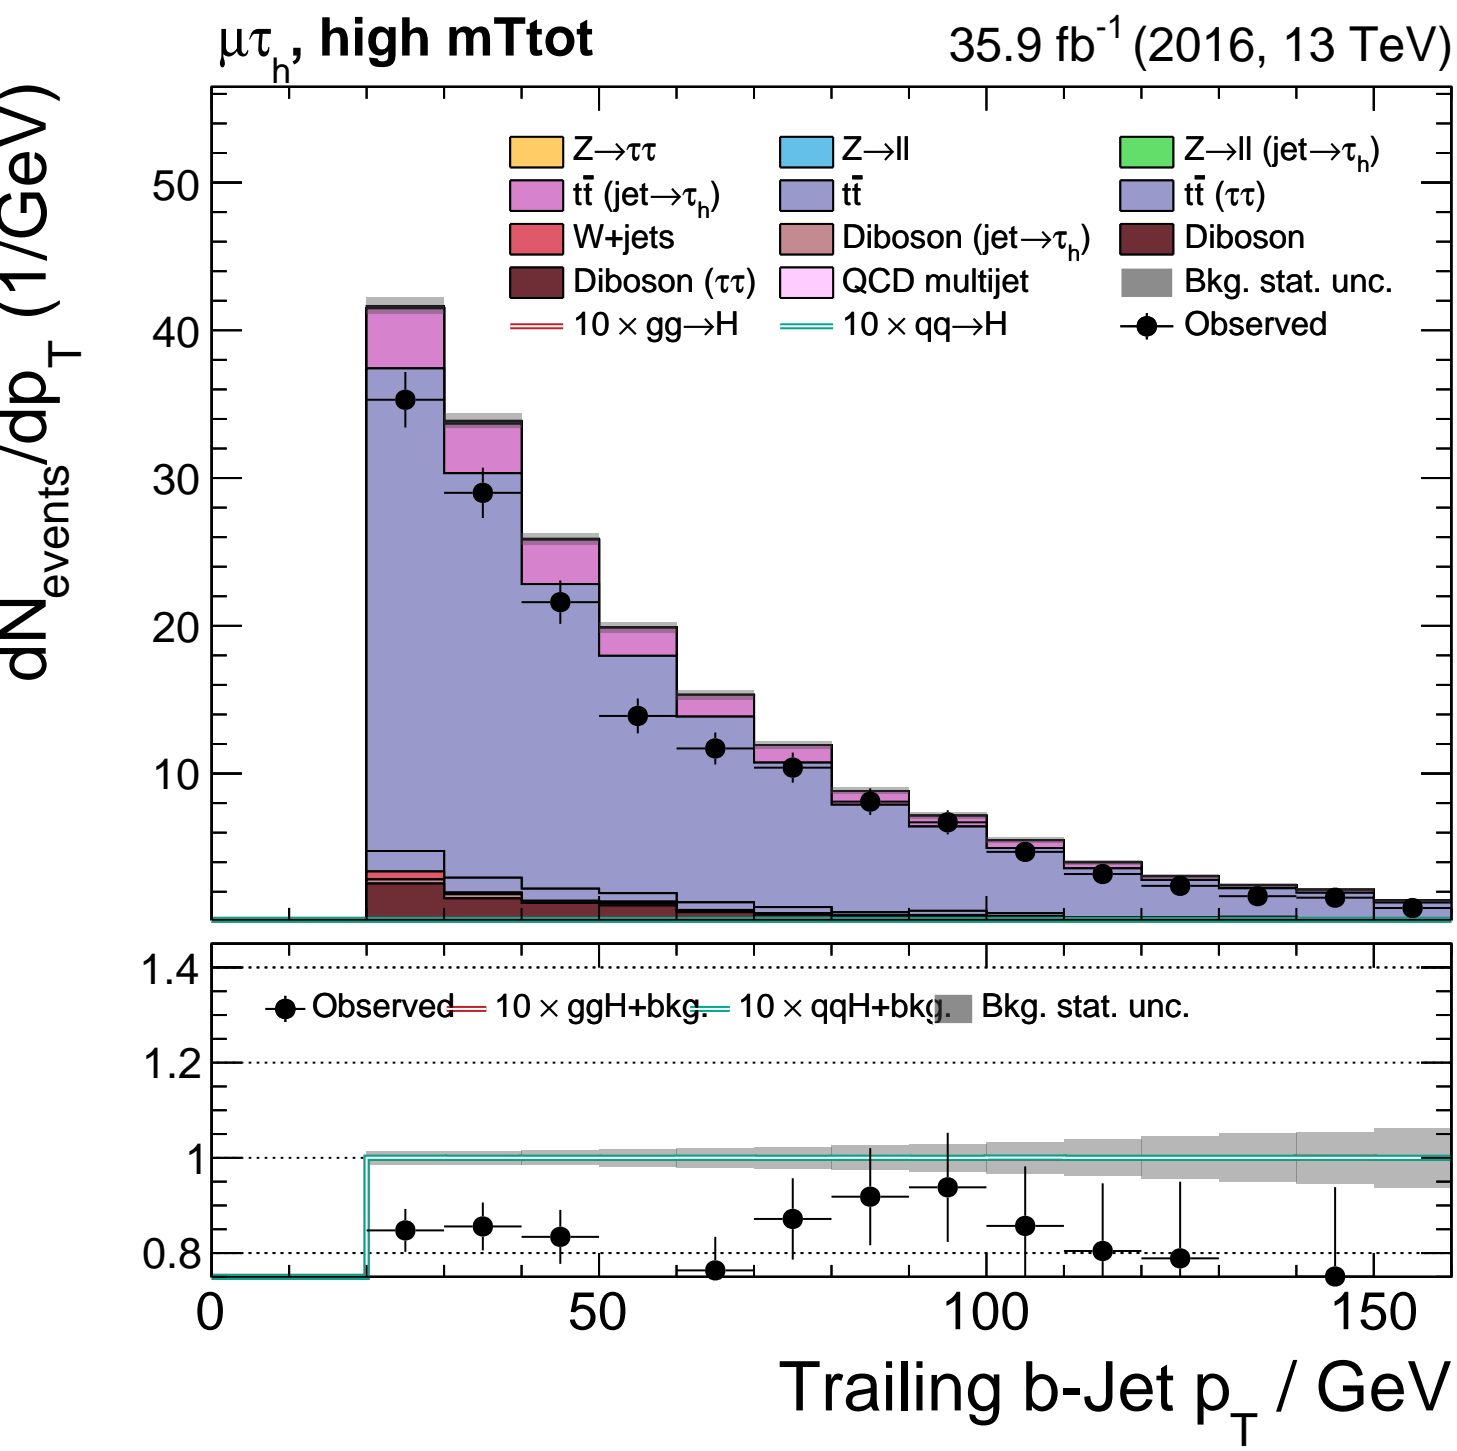 μτh, high mTtot
35.9 fb-1 (2016, 13 TeV)
dNevents/dpT (1/GeV)
50
40
30
20
10
Z→ττ Z→ll Z→ll (jet→τh)
tt̄ (jet→τh) tt̄ tt̄ (ττ)
W+jets Diboson (jet→τh) Diboson
Diboson (ττ) QCD multijet Bkg. stat. unc.
10 × gg→H 10 × qq→H Observed
1.4
1.2
1
0.8
Observed 10 × ggH+bkg. 10 × qqH+bkg. Bkg. stat. unc.
0 50 100 150
Trailing b-Jet pT / GeV